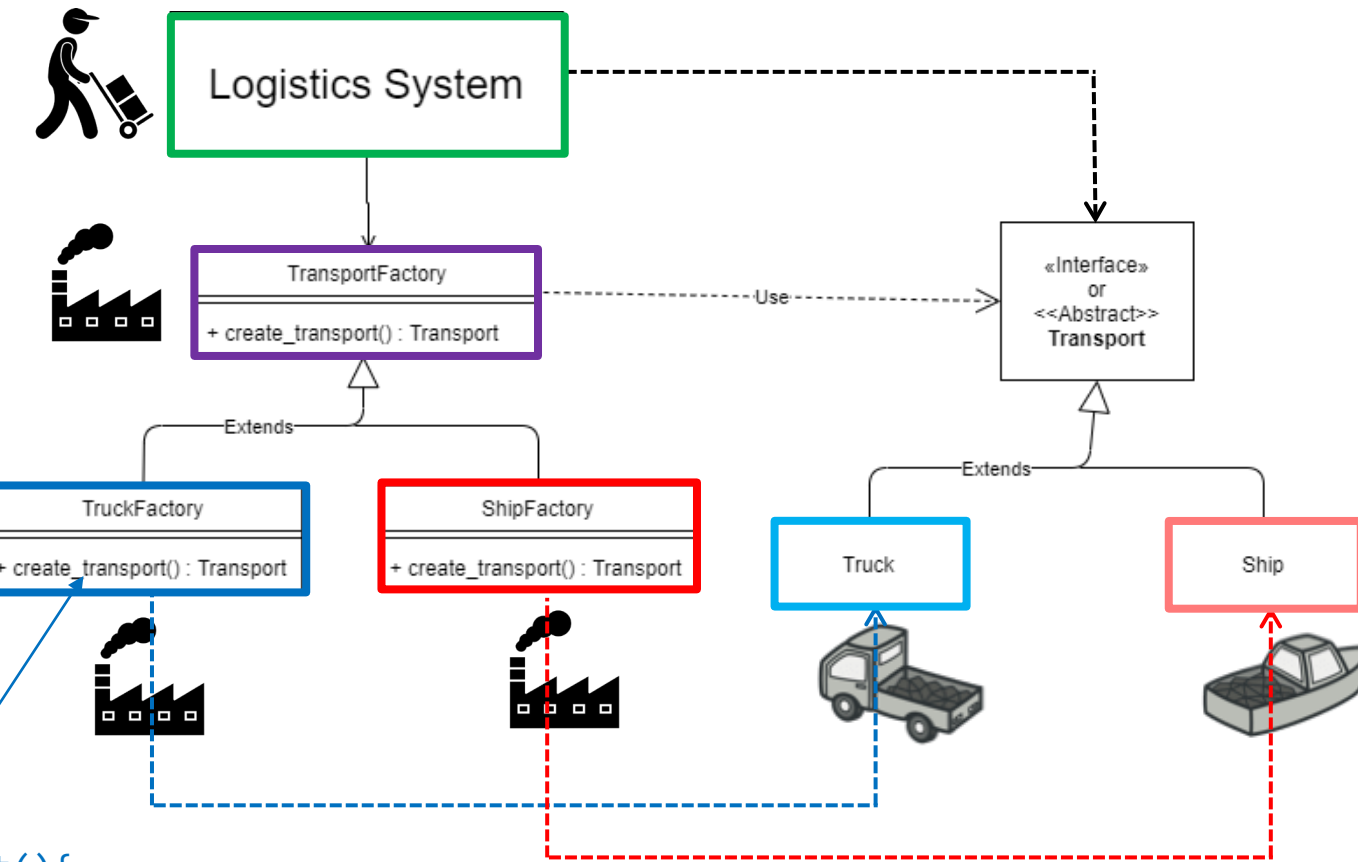 Logistics System
TransportFactory
+ create_transport() : Transport
Use
«Interface»
or
<<Abstract>>
Transport
Extends
Extends
TruckFactory
+ create_transport() : Transport
ShipFactory
+ create_transport() : Transport
Truck
Ship